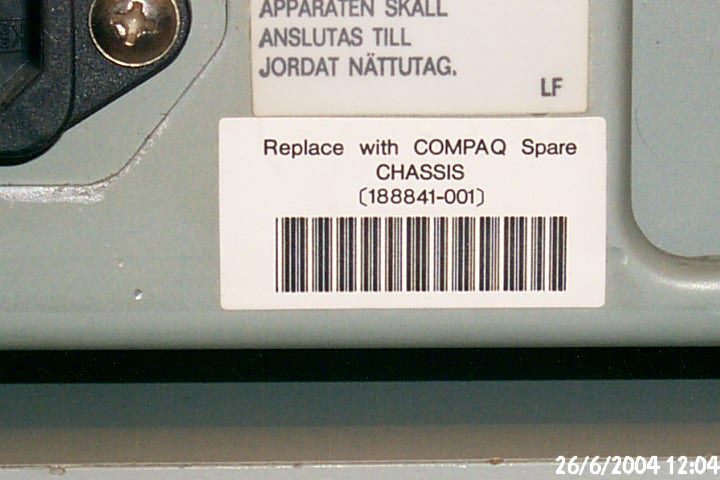 APPARATEN SKALL
ANSLUTAS TILL
JORDAT NÄTTUTAG.
LF
Replace with COMPAQ Spare
CHASSIS
(188841-001)
26/6/2004 12:04